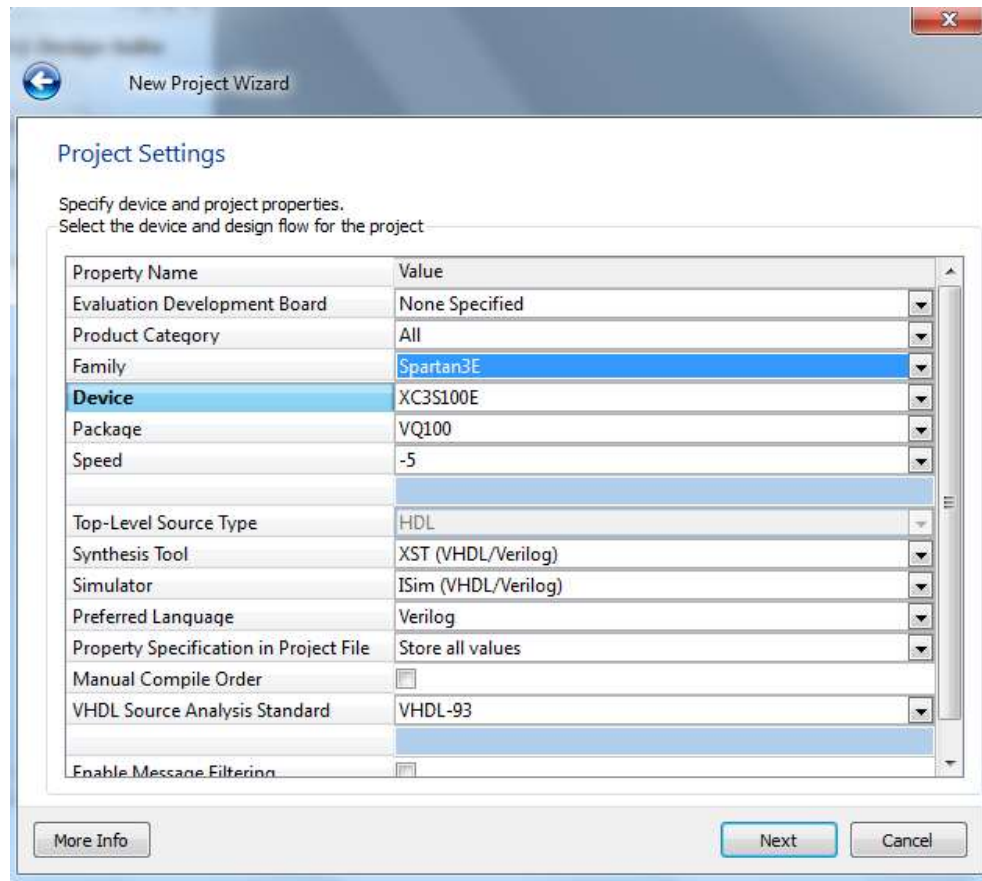 New Project Wizard
Project Settings
Specify device and project properties.
Select the device and design flow for the project
Property Name Value
Evaluation Development Board None Specified
Product Category All
Family Spartan3E
Device XC3S100E
Package VQ100
Speed -5
Top-Level Source Type HDL
Synthesis Tool XST (VHDL/Verilog)
Simulator ISim (VHDL/Verilog)
Preferred Language Verilog
Property Specification in Project File Store all values
Manual Compile Order
VHDL Source Analysis Standard VHDL-93
Enable Message Filtering
More Info Next Cancel